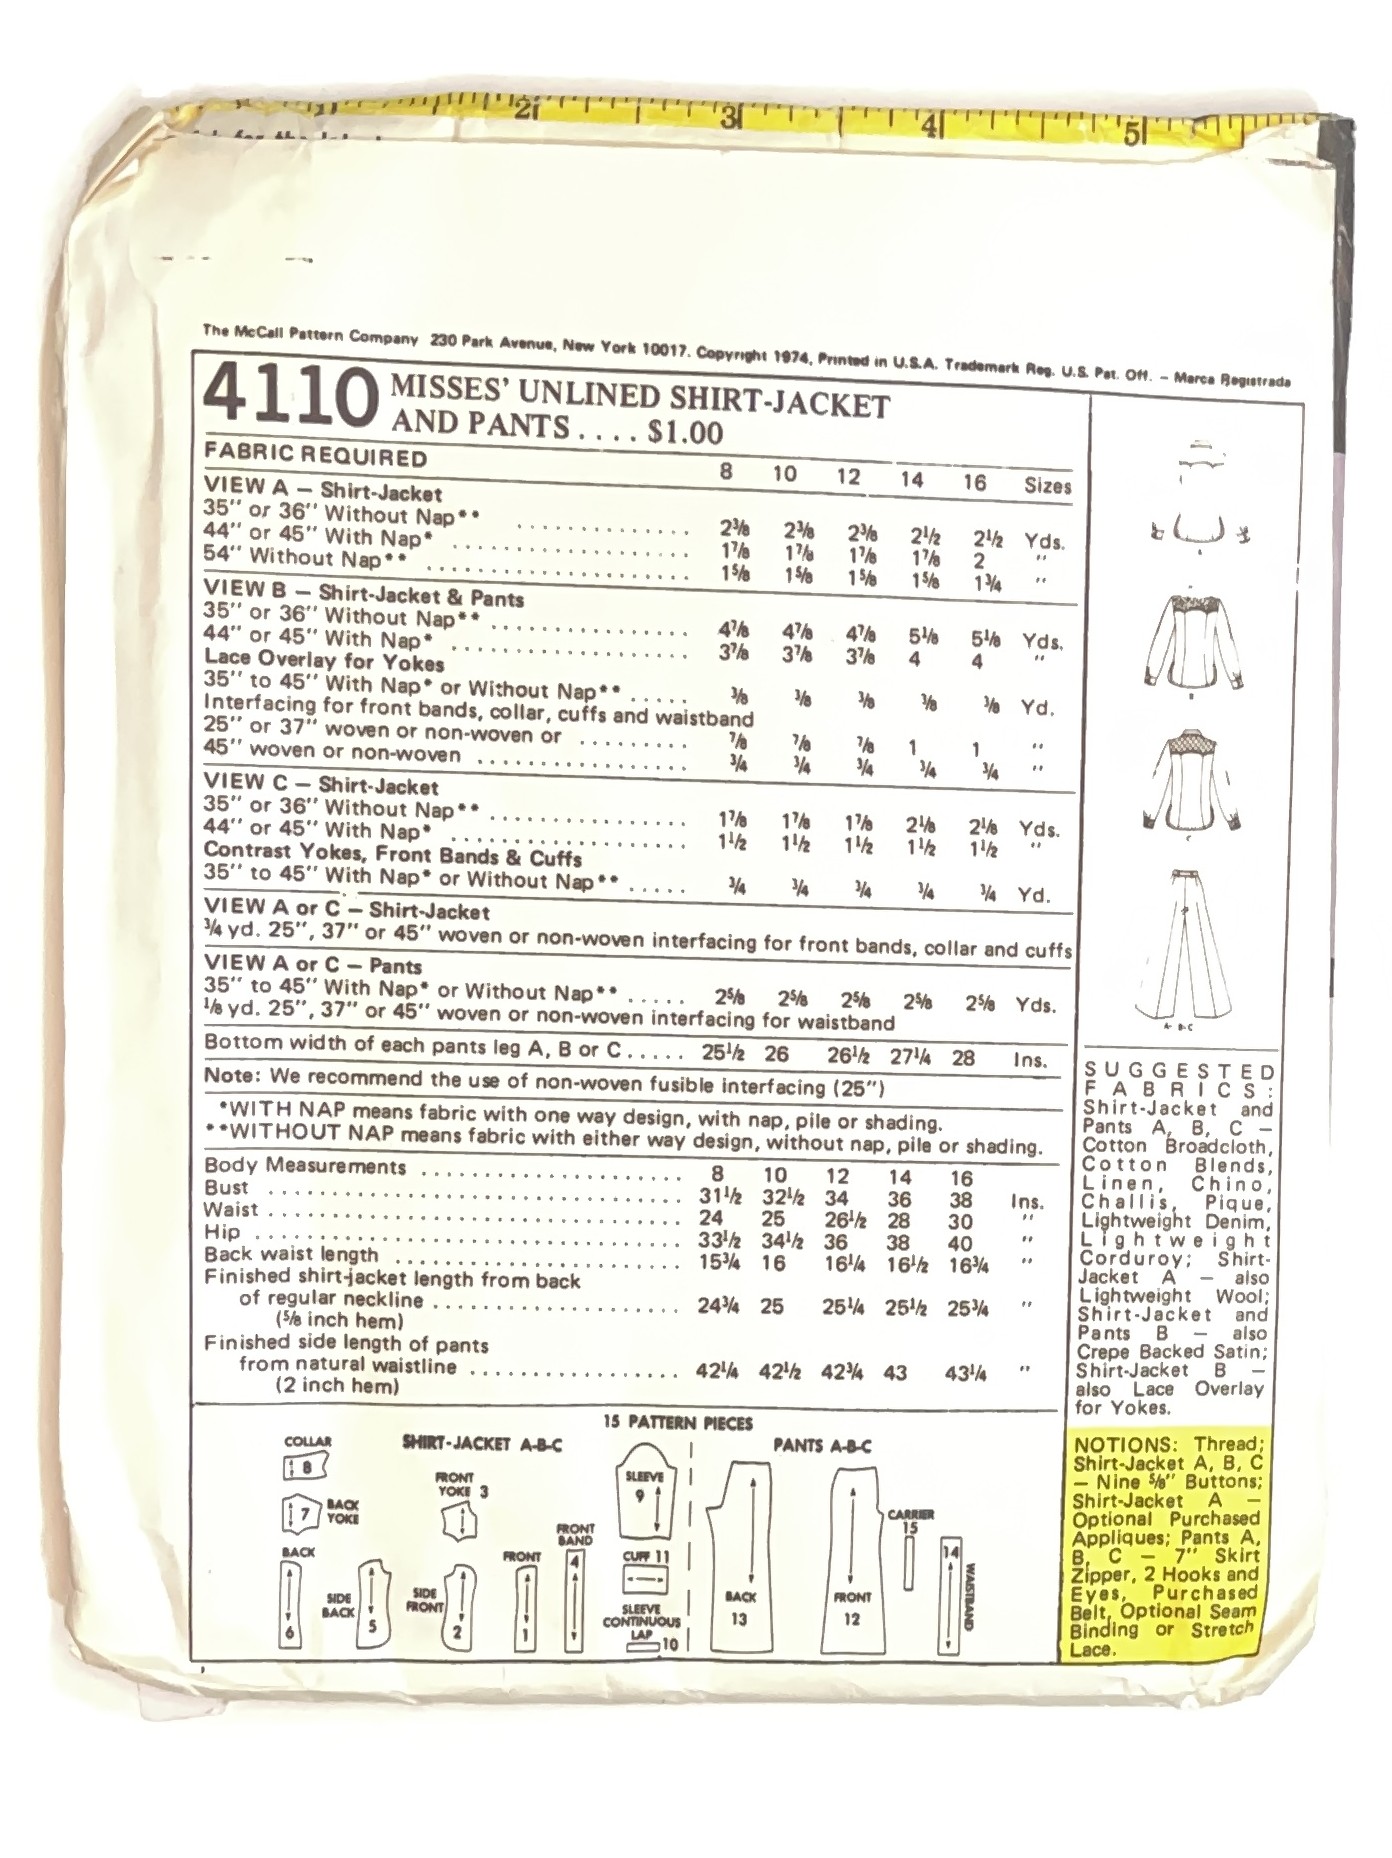 2 3 4 5
The McCall Pattern Company 230 Park Avenue, New York 10017. Copyright 1974, Printed in U.S.A. Trademark Reg. U.S. Pat. Off. – Marca Registrada
4110 MISSES' UNLINED SHIRT-JACKET
AND PANTS .... $1.00
FABRIC REQUIRED 8 10 12 14 16 Sizes
VIEW A – Shirt-Jacket
35" or 36" Without Nap** .............. 2⅜ 2⅜ 2⅜ 2½ 2½ Yds.
44" or 45" With Nap* .................. 1⅞ 1⅞ 1⅞ 1⅞ 2 "
54" Without Nap** .................... 1⅝ 1⅝ 1⅝ 1⅝ 1¾ "
VIEW B – Shirt-Jacket & Pants
35" or 36" Without Nap** ............... 4⅞ 4⅞ 4⅞ 5⅛ 5⅛ Yds.
44" or 45" With Nap* .................. 3⅞ 3⅞ 3⅞ 4 4 "
Lace Overlay for Yokes
35" to 45" With Nap* or Without Nap** ..... ⅜ ⅜ ⅜ ⅜ ⅜ Yd.
Interfacing for front bands, collar, cuffs and waistband
25" or 37" woven or non-woven or ......... ⅞ ⅞ ⅞ 1 1 "
45" woven or non-woven ................ ¾ ¾ ¾ ¾ ¾ "
VIEW C – Shirt-Jacket
35" or 36" Without Nap** ............... 1⅞ 1⅞ 1⅞ 2⅛ 2⅛ Yds.
44" or 45" With Nap* .................. 1½ 1½ 1½ 1½ 1½ "
Contrast Yokes, Front Bands & Cuffs
35" to 45" With Nap* or Without Nap** ..... ¾ ¾ ¾ ¾ ¾ Yd.
VIEW A or C – Shirt-Jacket
¾ yd. 25", 37" or 45" woven or non-woven interfacing for front bands, collar and cuffs
VIEW A or C – Pants
35" to 45" With Nap* or Without Nap** ..... 2⅝ 2⅝ 2⅝ 2⅝ 2⅝ Yds.
⅛ yd. 25", 37" or 45" woven or non-woven interfacing for waistband
Bottom width of each pants leg A, B or C ..... 25½ 26 26½ 27¼ 28 Ins.
Note: We recommend the use of non-woven fusible interfacing (25")
*WITH NAP means fabric with one way design, with nap, pile or shading.
**WITHOUT NAP means fabric with either way design, without nap, pile or shading.
Body Measurements ..................... 8 10 12 14 16
Bust ................................. 31½ 32½ 34 36 38 Ins.
Waist ................................ 24 25 26½ 28 30 "
Hip .................................. 33½ 34½ 36 38 40 "
Back waist length ...................... 15¾ 16 16¼ 16½ 16¾ "
Finished shirt-jacket length from back
of regular neckline ................... 24¾ 25 25¼ 25½ 25¾ "
(⅝ inch hem)
Finished side length of pants
from natural waistline ................. 42¼ 42½ 42¾ 43 43¼ "
(2 inch hem)
A
B
C
A- B-C
SUGGESTED
FABRICS:
Shirt-Jacket and
Pants A, B, C –
Cotton Broadcloth,
Cotton Blends,
Linen, Chino,
Challis, Pique,
Lightweight Denim,
Lightweight
Corduroy; Shirt-
Jacket A – also
Lightweight Wool;
Shirt-Jacket and
Pants B – also
Crepe Backed Satin;
Shirt-Jacket B –
also Lace Overlay
for Yokes.
NOTIONS: Thread;
Shirt-Jacket A, B, C
– Nine ⅝" Buttons;
Shirt-Jacket A –
Optional Purchased
Appliques; Pants A,
B, C – 7" Skirt
Zipper, 2 Hooks and
Eyes, Purchased
Belt, Optional Seam
Binding or Stretch
Lace.
15 PATTERN PIECES
SHIRT-JACKET A-B-C
PANTS A-B-C
COLLAR
8
7 BACK
YOKE
BACK
6
SIDE
BACK 5
FRONT
YOKE 3
SIDE
FRONT 2
FRONT
1
FRONT
BAND
4
SLEEVE
9
CUFF 11
SLEEVE
CONTINUOUS
LAP
10
BACK
13
FRONT
12
CARRIER
15
14
WAISTBAND